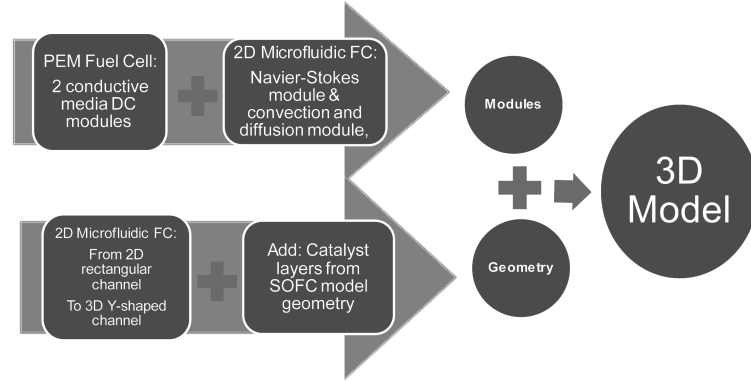 PEM Fuel Cell:
2 conductive
media DC
modules
2D Microfluidic FC:
Navier-Stokes
module &
convection and
diffusion module,
Modules
2D Microfluidic FC:
From 2D
rectangular
channel
To 3D Y-shaped
channel
Add: Catalyst
layers from
SOFC model
geometry
Geometry
3D
Model